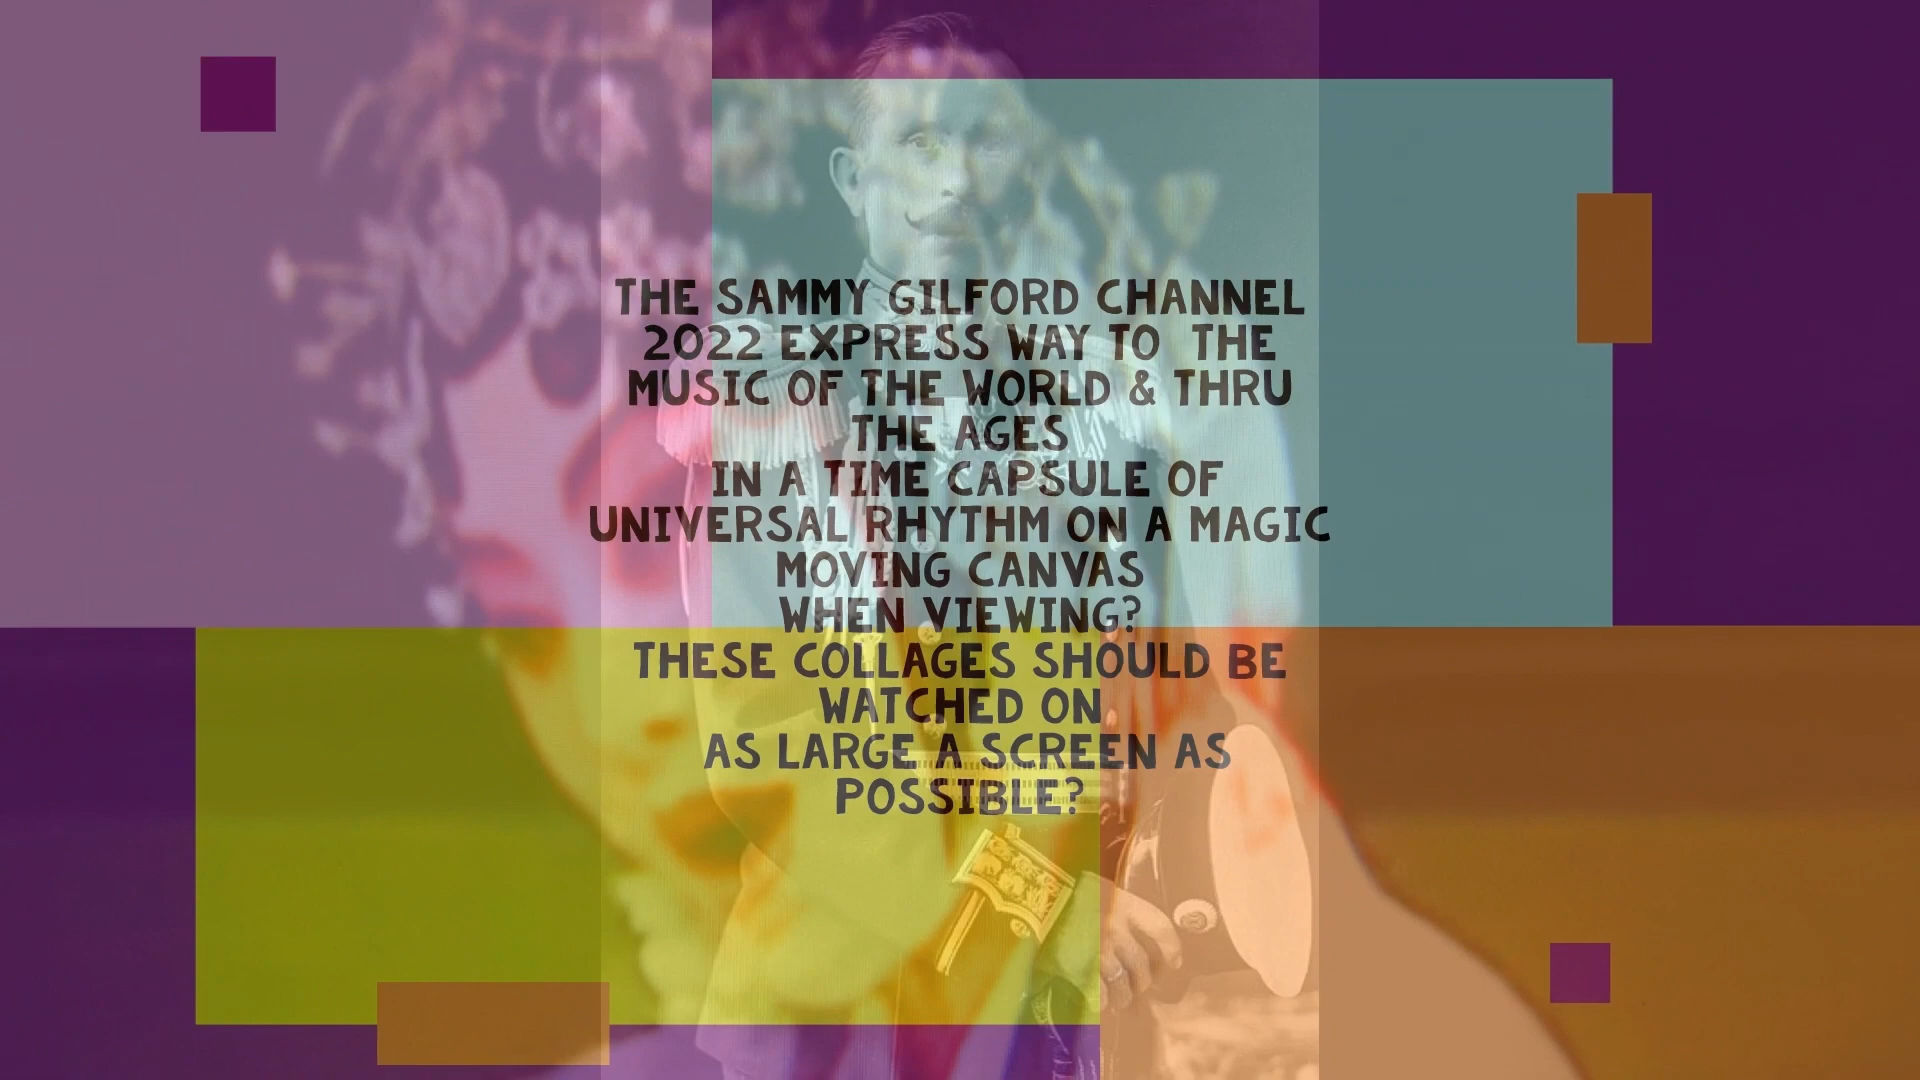 THE SAMMY GILFORD CHANNEL
2022 EXPRESS WAY TO THE
MUSIC OF THE WORLD & THRU
THE AGES
IN A TIME CAPSULE OF
UNIVERSAL RHYTHM ON A MAGIC
MOVING CANVAS
WHEN VIEWING?
THESE COLLAGES SHOULD BE
WATCHED ON
AS LARGE A SCREEN AS
POSSIBLE?